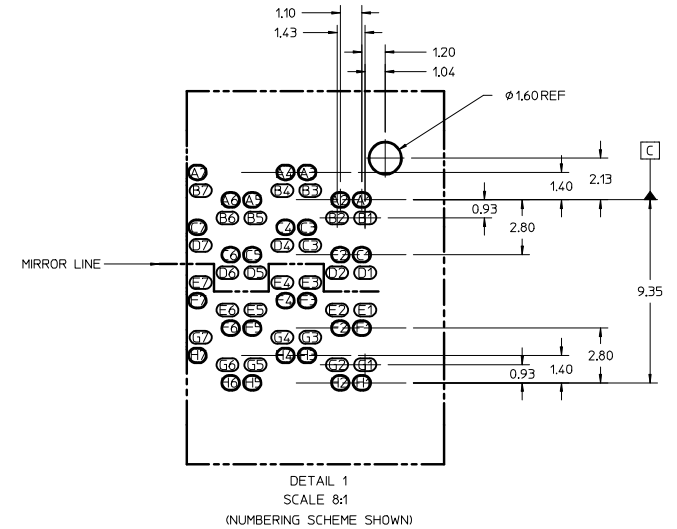 1.10
1.43
1.20
1.04
Ø1.60 REF
C
2.13
1.40
0.93
2.80
A7 A4 A3
B7 B4 B3
A6 A5 A2 A1
B6 B5 B2 B1
C7 C4 C3
D7 D4 C3
C6 C5 C2 C1
MIRROR LINE
D6 D5 D2 D1
E7 E4 E3
9.35
F7 F4 F3
E6 E5 E2 E1
F6 F5 F2 F1
G7 G4 G3
2.80
H7 H4 H3
1.40
G6 G5 G2 G1
0.93
H6 H5 H2 H1
DETAIL 1
SCALE 8:1
(NUMBERING SCHEME SHOWN)